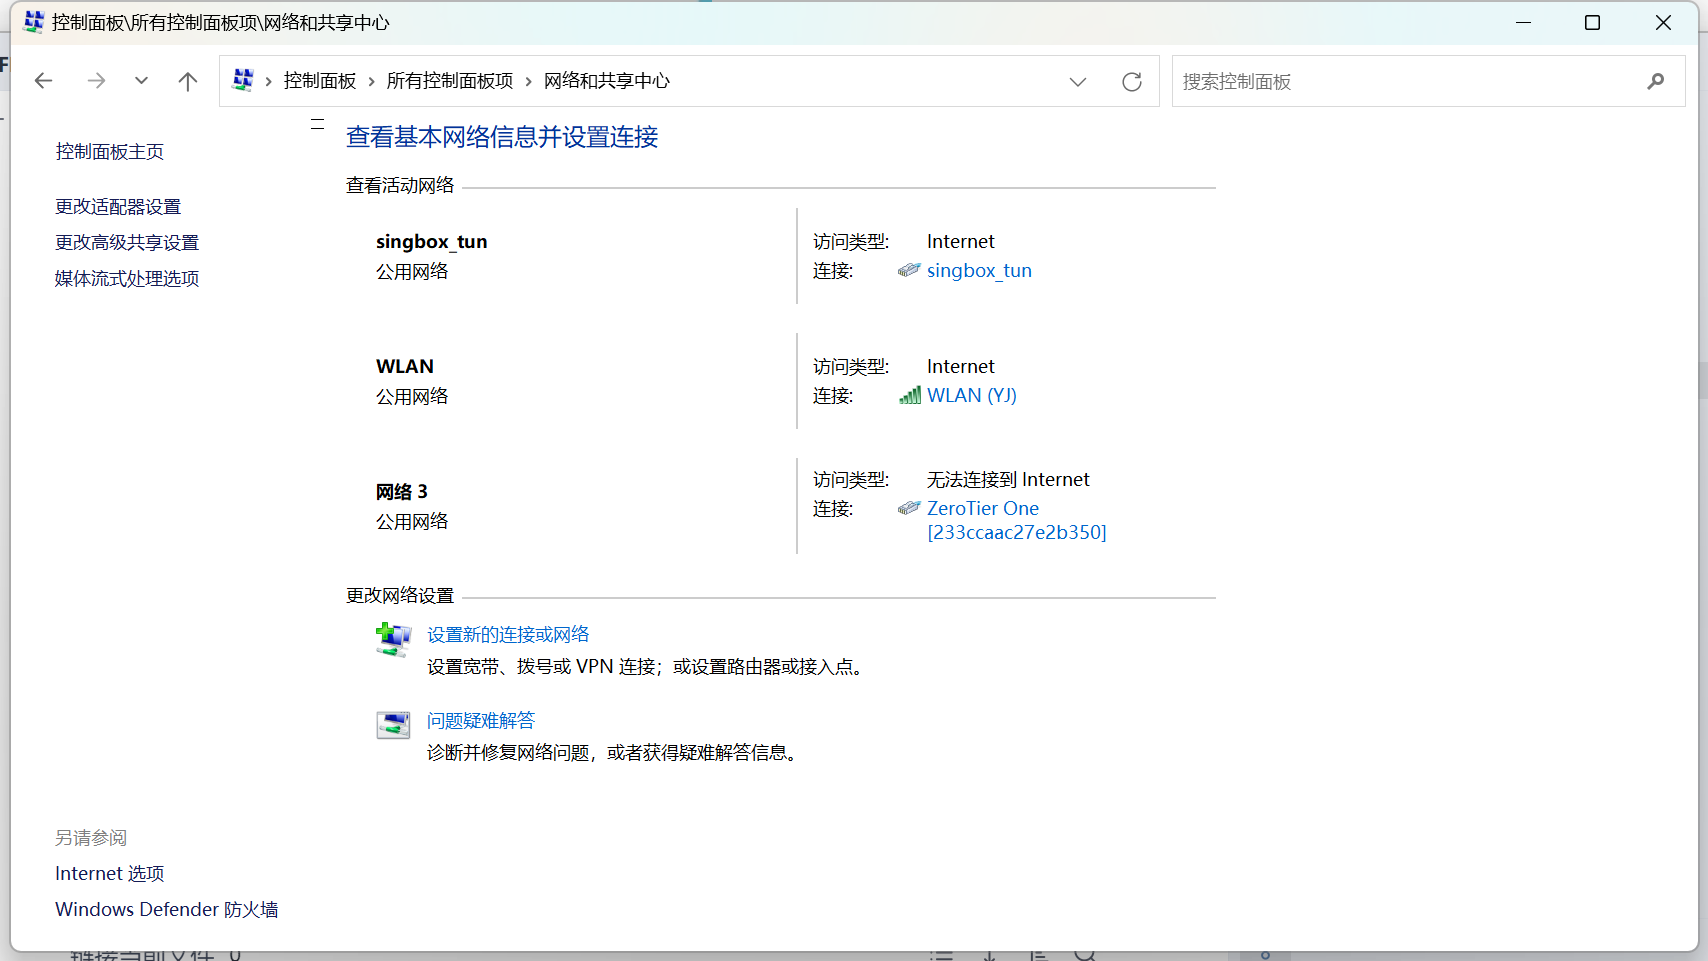 控制面板\所有控制面板项\网络和共享中心
控制面板 › 所有控制面板项 › 网络和共享中心
搜索控制面板
控制面板主页
更改适配器设置
更改高级共享设置
媒体流式处理选项
查看基本网络信息并设置连接
查看活动网络
singbox_tun
公用网络
访问类型: Internet
连接: singbox_tun
WLAN
公用网络
访问类型: Internet
连接: WLAN (YJ)
网络 3
公用网络
访问类型: 无法连接到 Internet
连接: ZeroTier One
[233ccaac27e2b350]
更改网络设置
设置新的连接或网络
设置宽带、拨号或 VPN 连接；或设置路由器或接入点。
问题疑难解答
诊断并修复网络问题，或者获得疑难解答信息。
另请参阅
Internet 选项
Windows Defender 防火墙